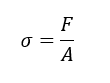 σ = F/A